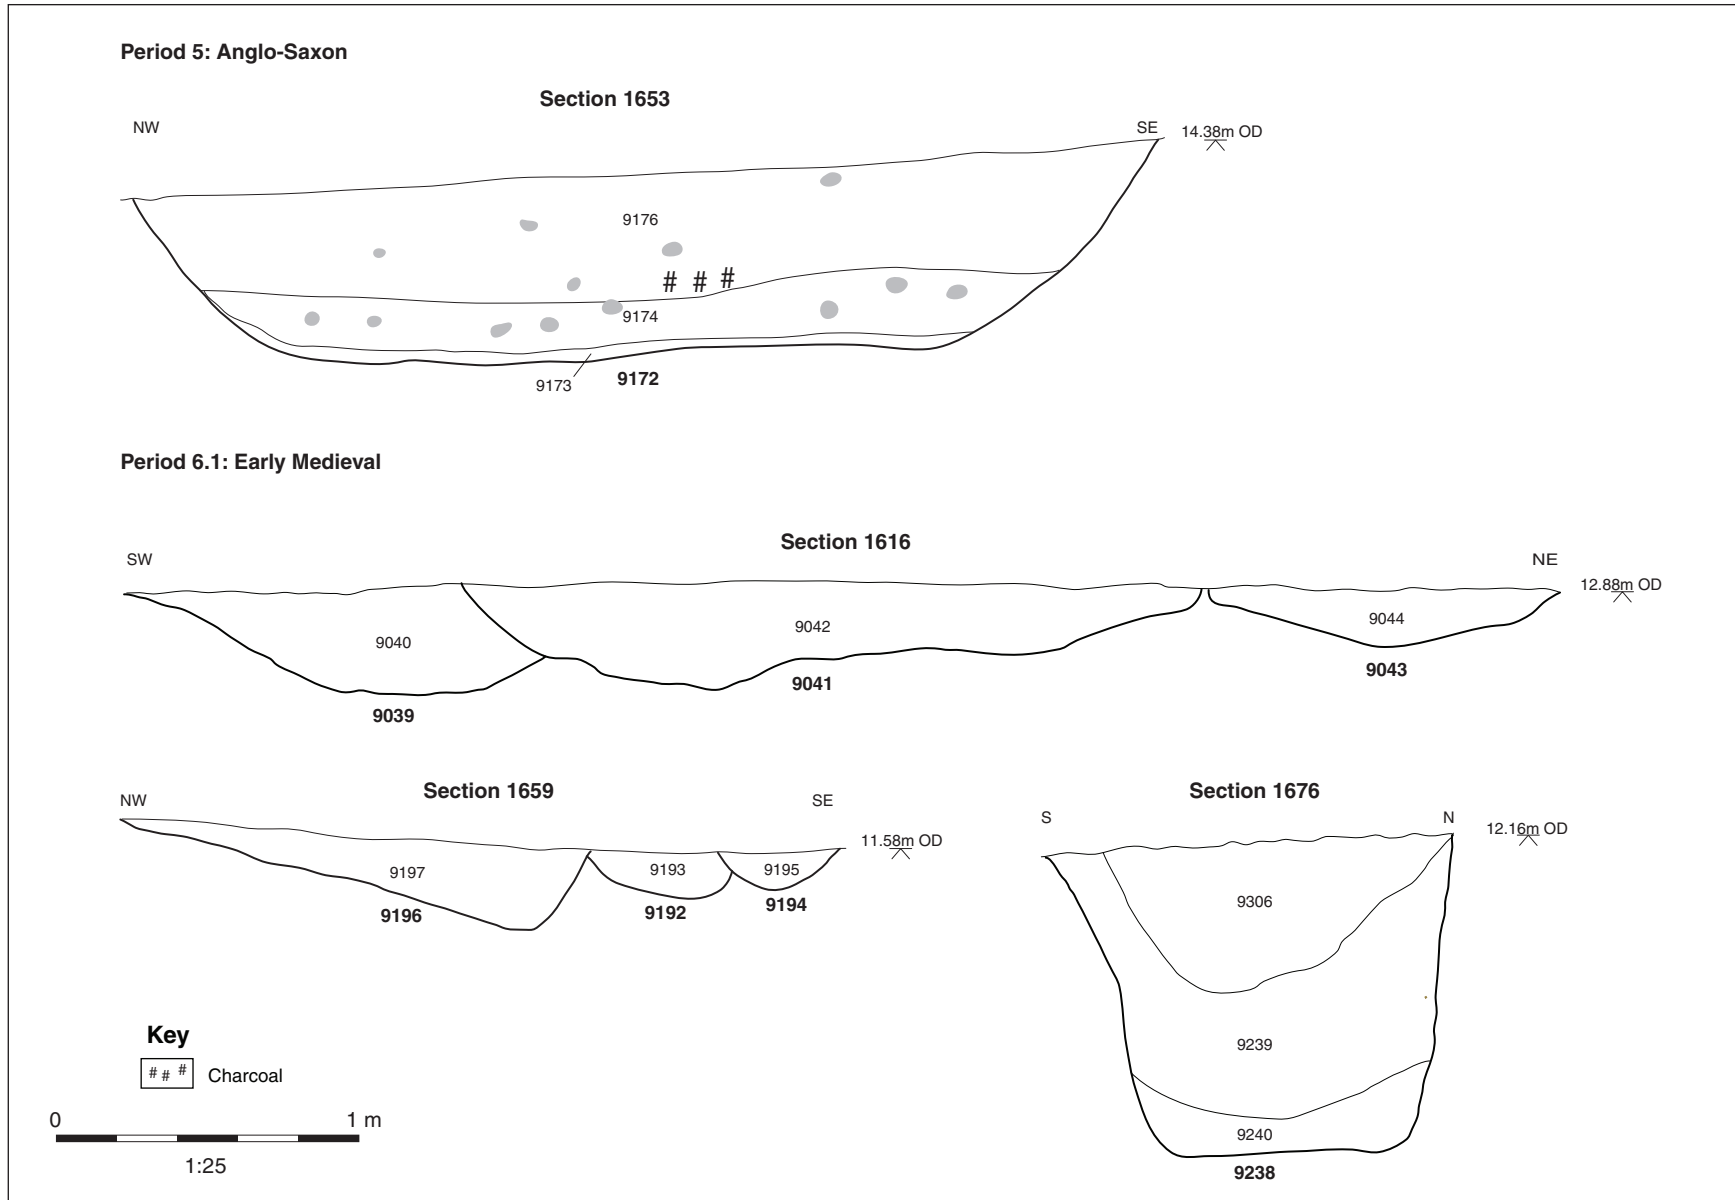 Period 5: Anglo-Saxon
Section 1653
NW
SE
14.38m OD
9176
# # #
9174
9173
9172
Period 6.1: Early Medieval
Section 1616
SW
NE
12.88m OD
9040
9042
9044
9039
9041
9043
Section 1659
NW
SE
11.58m OD
9197
9193
9195
9196
9192
9194
Section 1676
S
N
12.16m OD
9306
9239
9240
9238
Key
# # # Charcoal
0 1 m
1:25